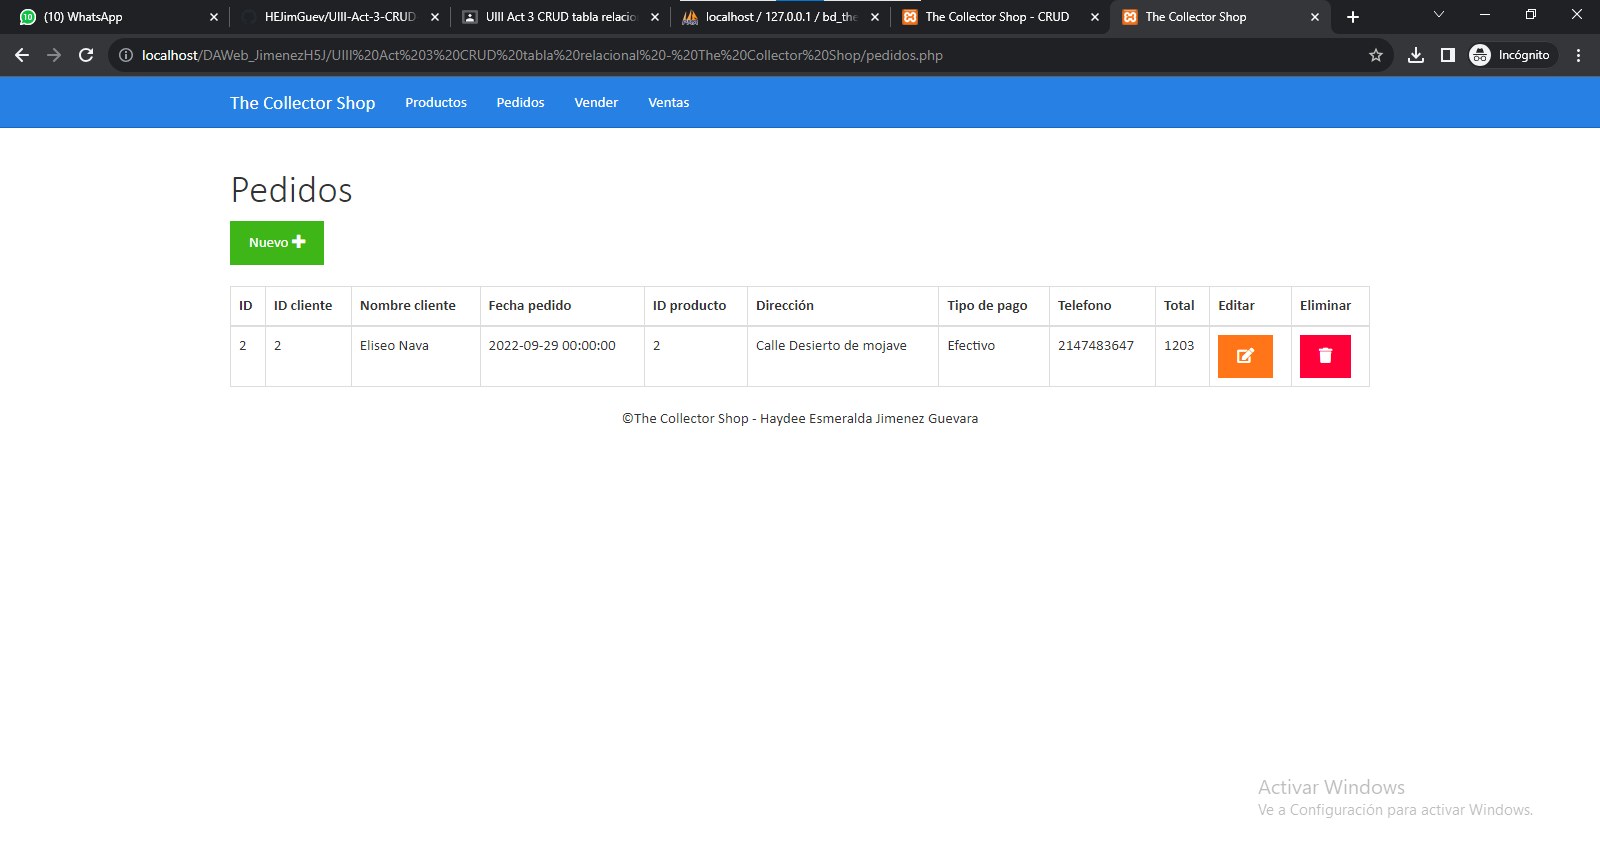 (10) WhatsApp
HEJimGuev/UIII-Act-3-CRUD
UIII Act 3 CRUD tabla relacio
localhost / 127.0.0.1 / bd_the
The Collector Shop - CRUD
The Collector Shop
localhost/DAWeb_JimenezH5J/UIII%20Act%203%20CRUD%20tabla%20relacional%20-%20The%20Collector%20Shop/pedidos.php
Incógnito
The Collector Shop Productos Pedidos Vender Ventas
Pedidos
Nuevo
ID ID cliente Nombre cliente Fecha pedido ID producto Dirección Tipo de pago Telefono Total Editar Eliminar
2 2 Eliseo Nava 2022-09-29 00:00:00 2 Calle Desierto de mojave Efectivo 2147483647 1203
©The Collector Shop - Haydee Esmeralda Jimenez Guevara
Activar Windows
Ve a Configuración para activar Windows.